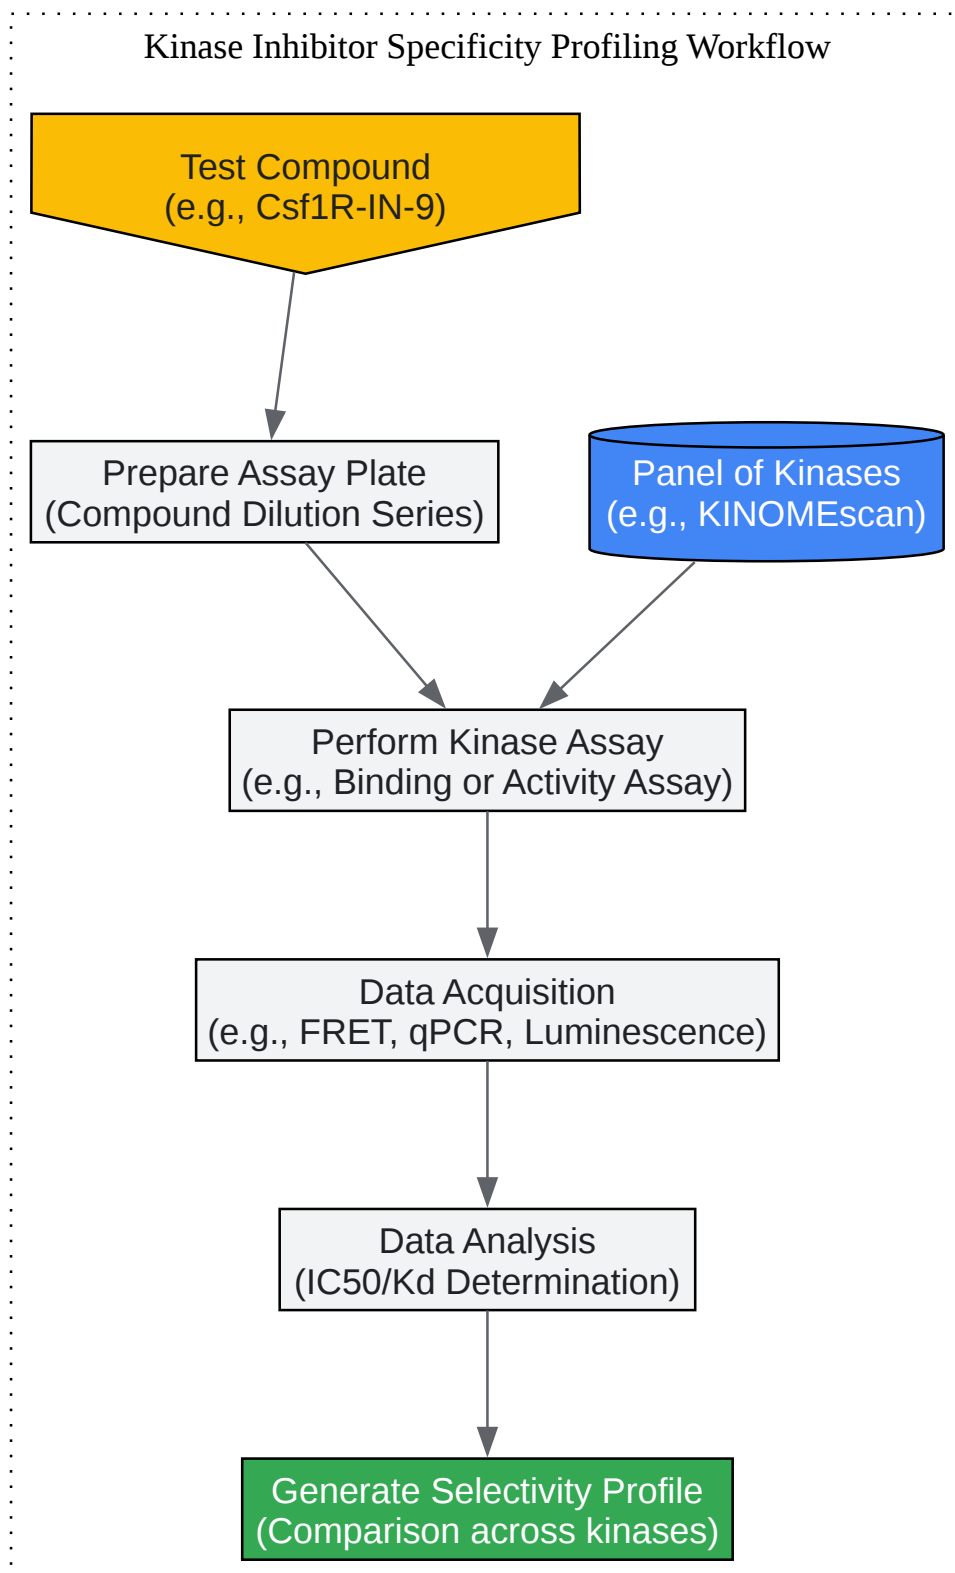 Kinase Inhibitor Specificity Profiling Workflow
Test Compound
(e.g., Csf1R-IN-9)
Prepare Assay Plate
(Compound Dilution Series)
Panel of Kinases
(e.g., KINOMEscan)
Perform Kinase Assay
(e.g., Binding or Activity Assay)
Data Acquisition
(e.g., FRET, qPCR, Luminescence)
Data Analysis
(IC50/Kd Determination)
Generate Selectivity Profile
(Comparison across kinases)